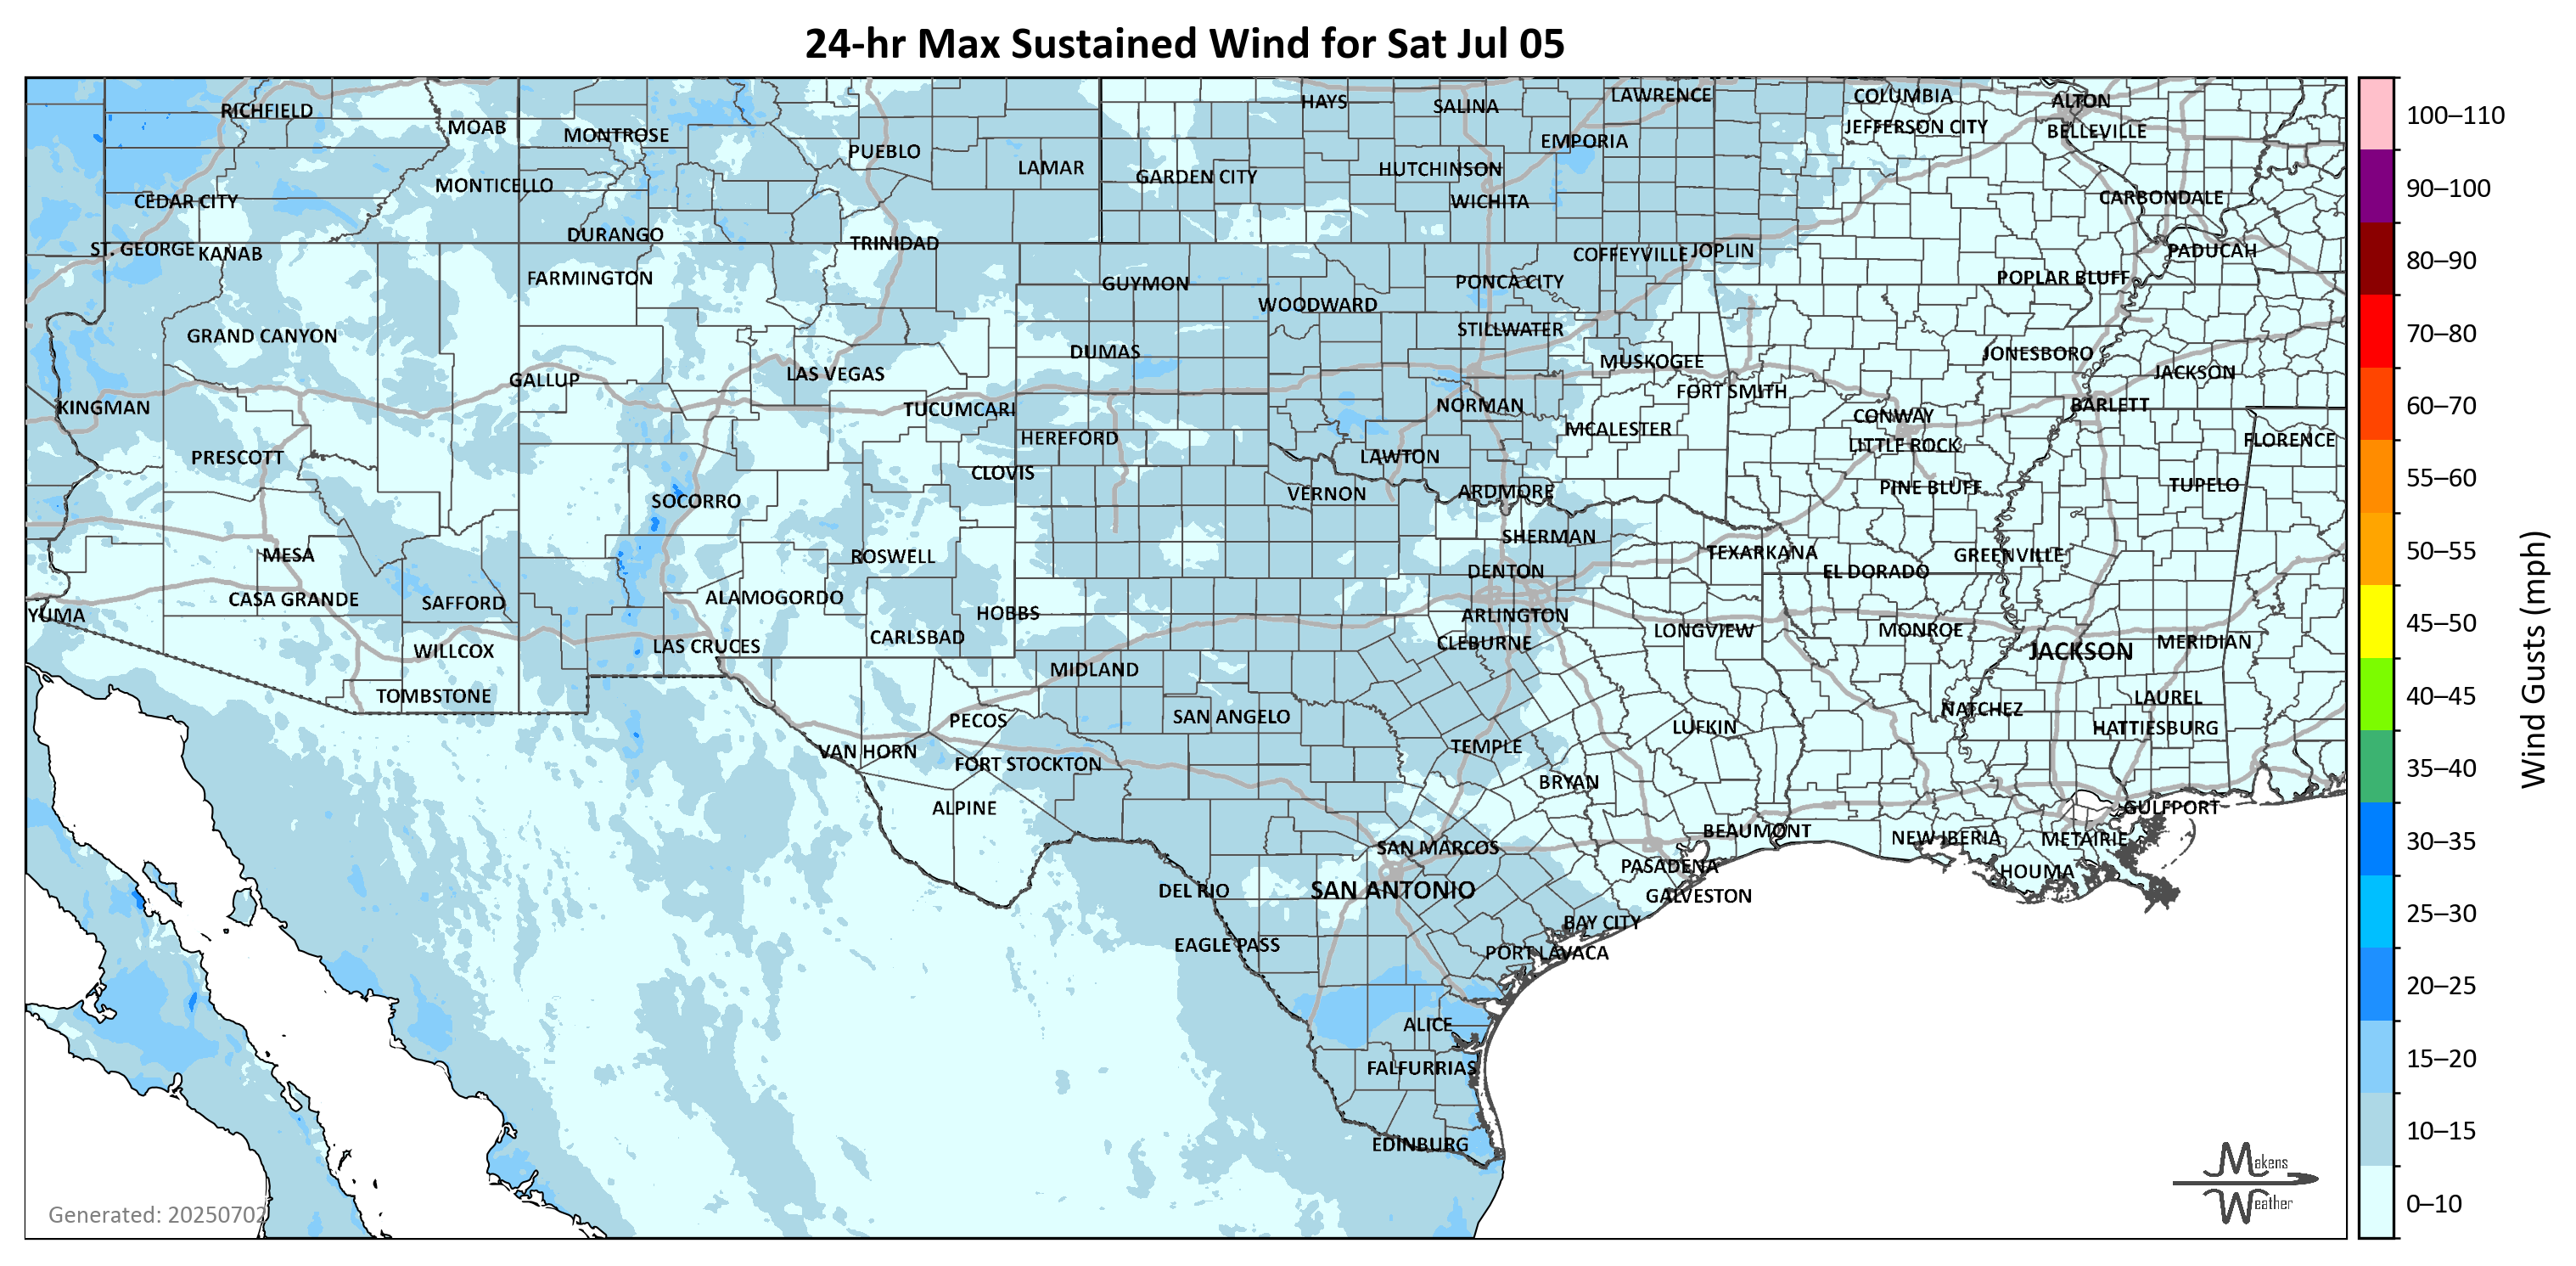 24-hr Max Sustained Wind for Sat Jul 05
RICHFIELD
MOAB
MONTROSE
PUEBLO
LAMAR
HAYS
SALINA
LAWRENCE
COLUMBIA
ALTON
JEFFERSON CITY
BELLEVILLE
EMPORIA
GARDEN CITY
HUTCHINSON
MONTICELLO
CEDAR CITY
WICHITA
CARBONDALE
DURANGO
TRINIDAD
ST. GEORGE
KANAB
COFFEYVILLE
JOPLIN
PADUCAH
FARMINGTON
GUYMON
PONCA CITY
POPLAR BLUFF
WOODWARD
GRAND CANYON
STILLWATER
DUMAS
MUSKOGEE
JONESBORO
GALLUP
LAS VEGAS
JACKSON
FORT SMITH
KINGMAN
TUCUMCARI
NORMAN
BARLETT
CONWAY
HEREFORD
MCALESTER
LITTLE ROCK
FLORENCE
PRESCOTT
CLOVIS
LAWTON
SOCORRO
VERNON
ARDMORE
PINE BLUFF
TUPELO
SHERMAN
MESA
ROSWELL
TEXARKANA
GREENVILLE
DENTON
EL DORADO
CASA GRANDE
SAFFORD
ALAMOGORDO
HOBBS
YUMA
ARLINGTON
CARLSBAD
CLEBURNE
LONGVIEW
MONROE
WILLCOX
LAS CRUCES
JACKSON
MERIDIAN
MIDLAND
TOMBSTONE
LAUREL
PECOS
SAN ANGELO
NATCHEZ
LUFKIN
HATTIESBURG
VAN HORN
TEMPLE
FORT STOCKTON
BRYAN
ALPINE
GULFPORT
BEAUMONT
NEW IBERIA
METAIRIE
SAN MARCOS
PASADENA
HOUMA
DEL RIO
SAN ANTONIO
GALVESTON
BAY CITY
EAGLE PASS
PORT LAVACA
ALICE
FALFURRIAS
EDINBURG
Generated: 20250702
Makens
Weather
100–110
90–100
80–90
70–80
60–70
55–60
50–55
45–50
40–45
35–40
30–35
25–30
20–25
15–20
10–15
0–10
Wind Gusts (mph)